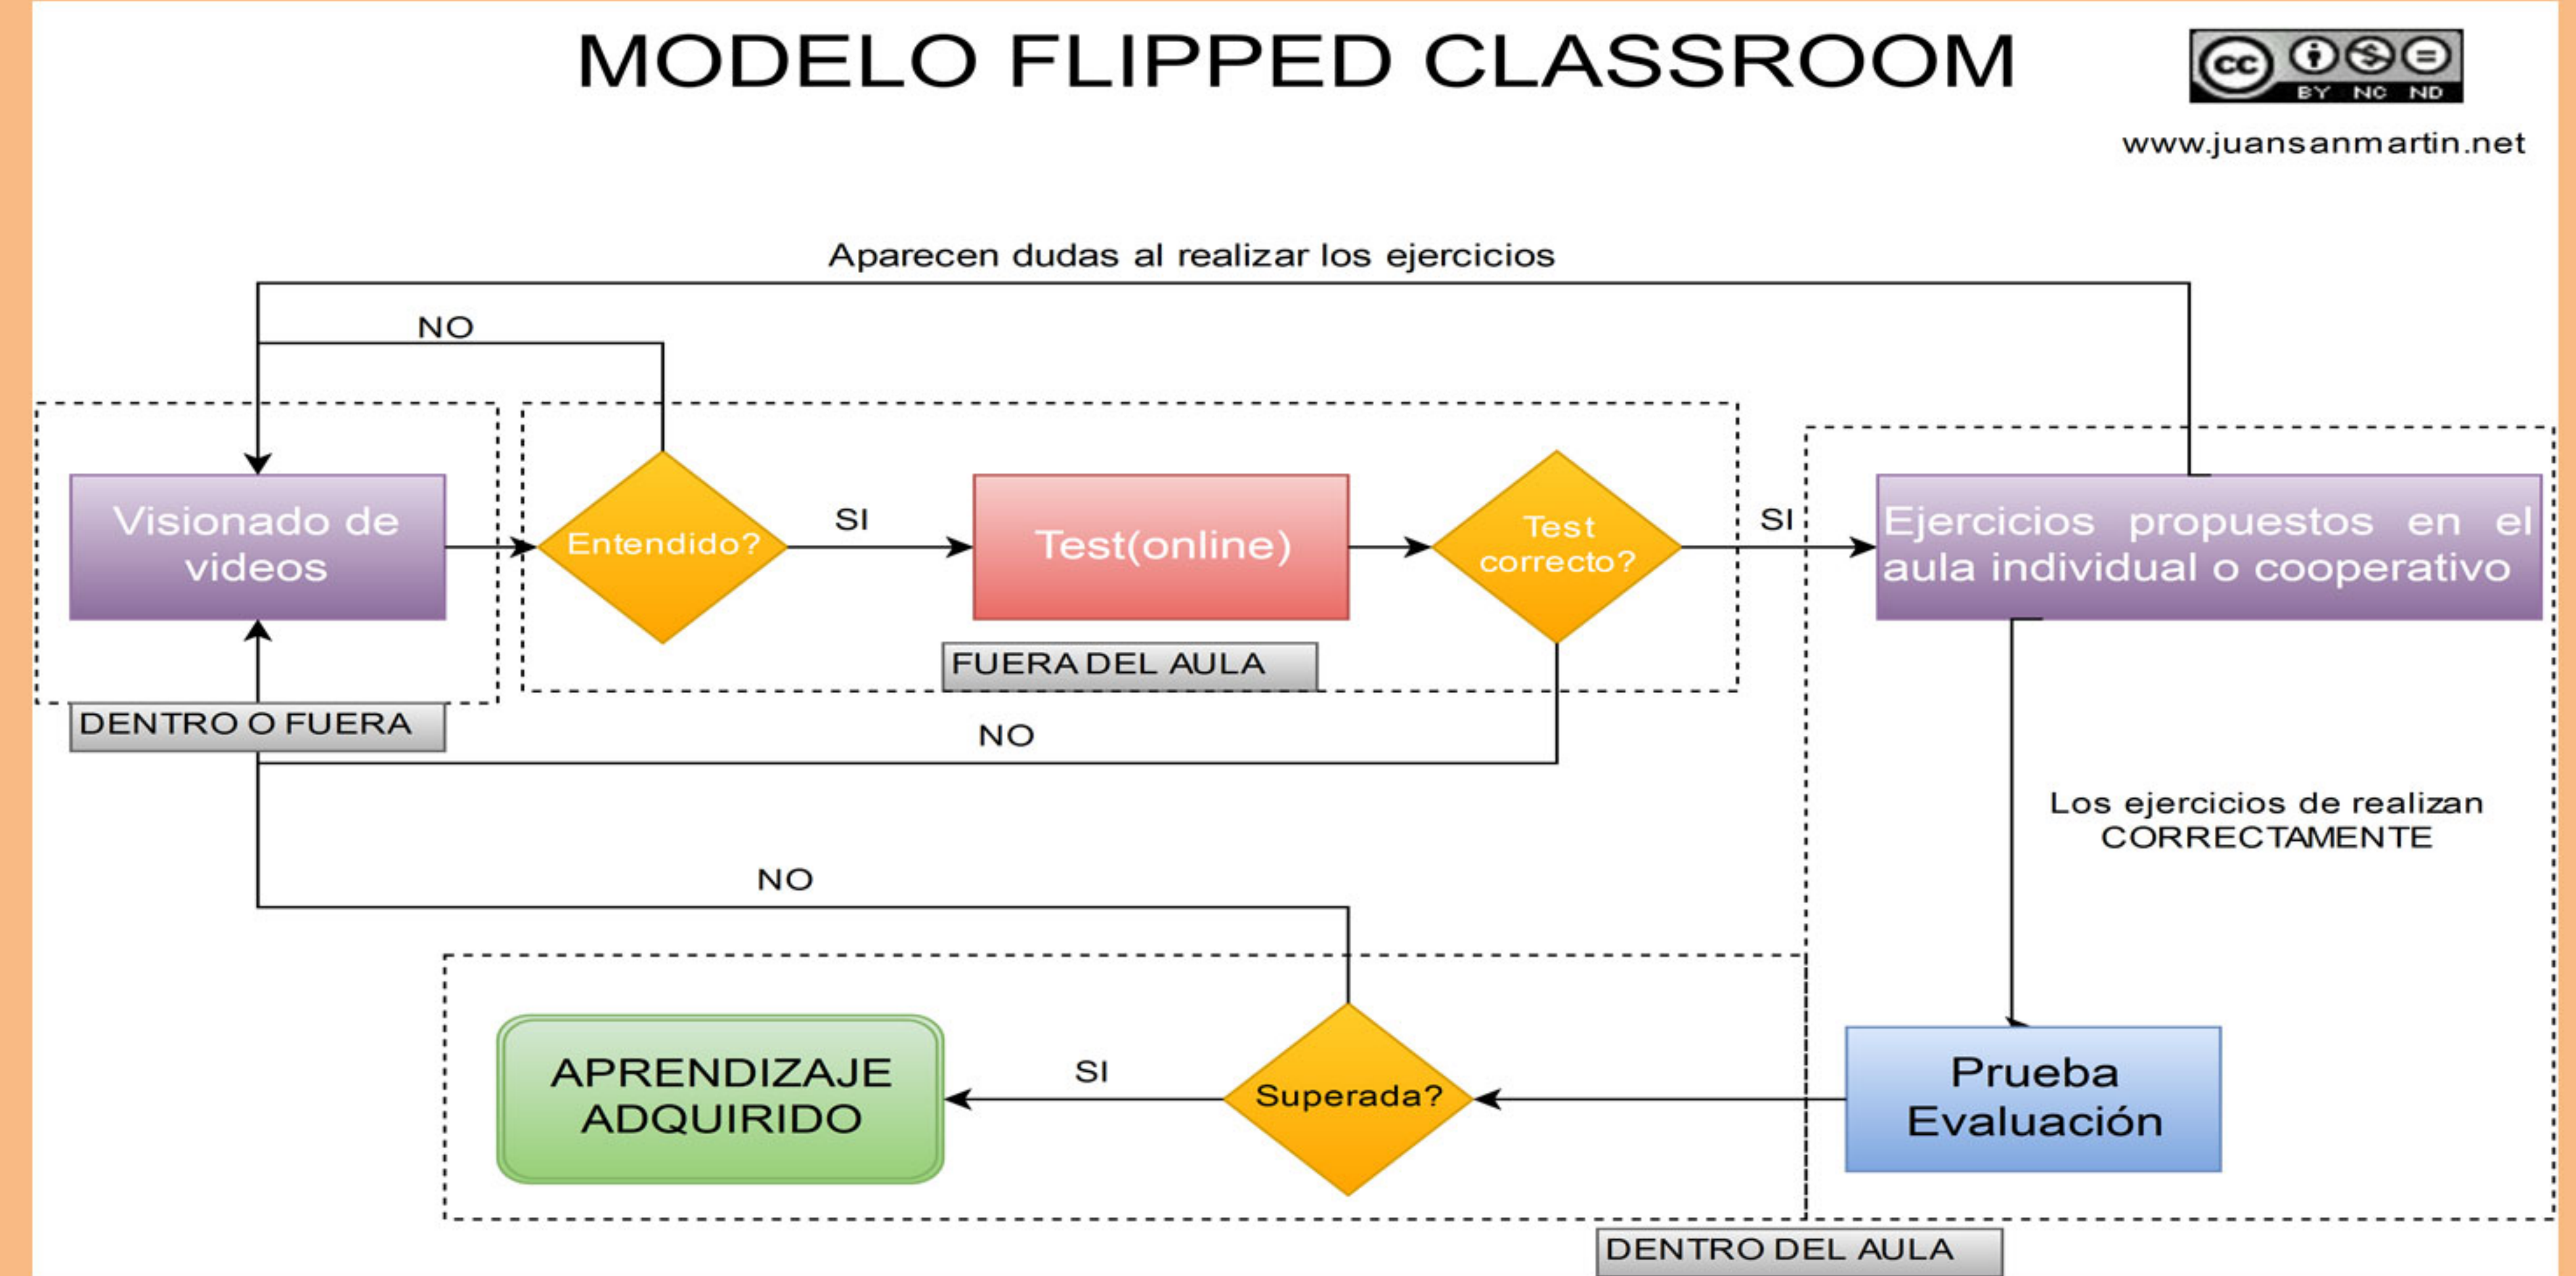 MODELO FLIPPED CLASSROOM
cc
BY NC ND
www.juansanmartin.net
Aparecen dudas al realizar los ejercicios
NO
Visionado de
videos
Entendido?
SI
Test(online)
Test
correcto?
SI
Ejercicios propuestos en el
aula individual o cooperativo
FUERA DEL AULA
DENTRO O FUERA
NO
Los ejercicios de realizan
CORRECTAMENTE
NO
APRENDIZAJE
ADQUIRIDO
SI
Superada?
Prueba
Evaluación
DENTRO DEL AULA